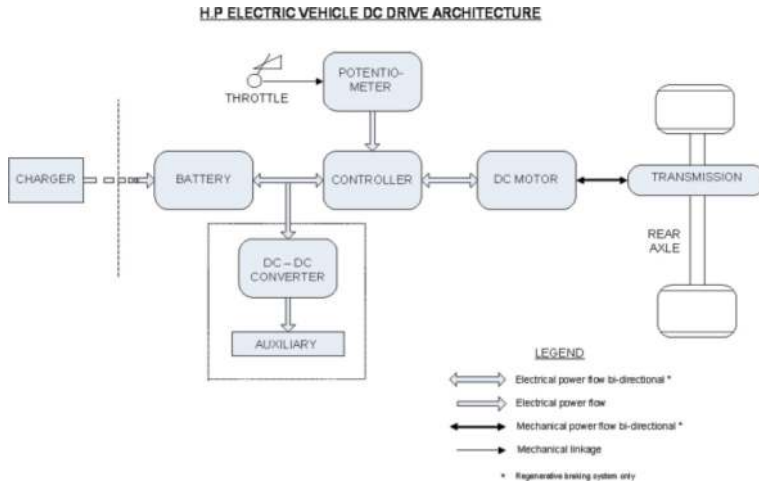 H.P ELECTRIC VEHICLE DC DRIVE ARCHITECTURE
THROTTLE
POTENTIO-
METER
CHARGER
BATTERY
CONTROLLER
DC MOTOR
TRANSMISSION
REAR
AXLE
DC – DC
CONVERTER
AUXILIARY
LEGEND
Electrical power flow bi-directional *
Electrical power flow
Mechanical power flow bi-directional *
Mechanical linkage
* Regenerative braking system only